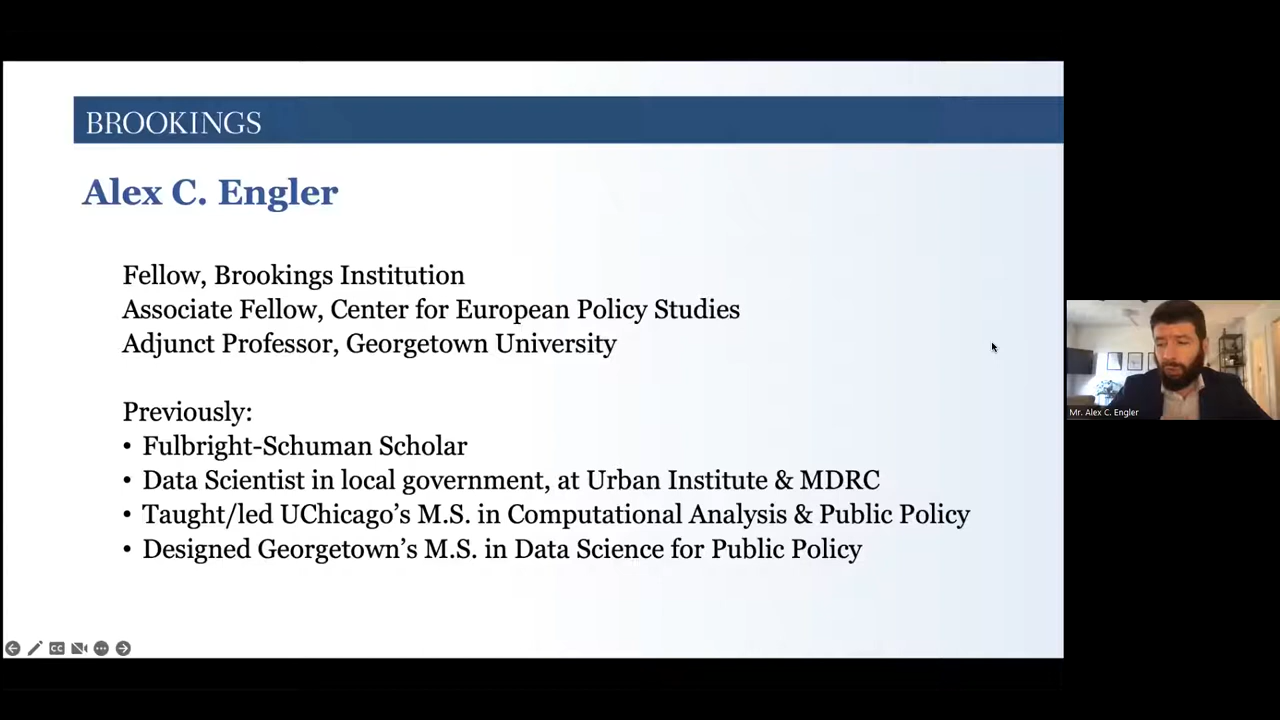 BROOKINGS
Alex C. Engler
Fellow, Brookings Institution
Associate Fellow, Center for European Policy Studies
Adjunct Professor, Georgetown University
Previously:
• Fulbright-Schuman Scholar
• Data Scientist in local government, at Urban Institute & MDRC
• Taught/led UChicago’s M.S. in Computational Analysis & Public Policy
• Designed Georgetown’s M.S. in Data Science for Public Policy
CC
Mr. Alex C. Engler